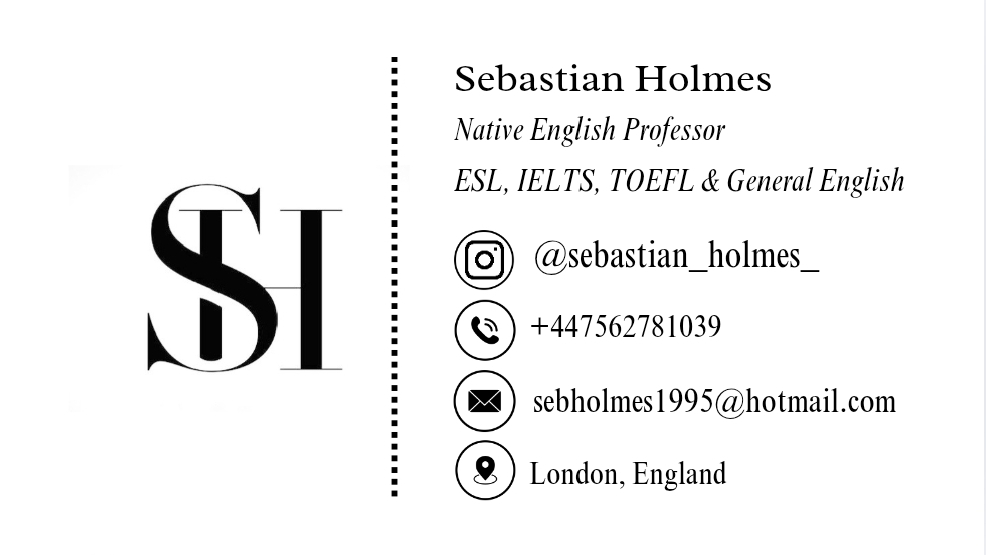 SH
Sebastian Holmes
Native English Professor
ESL, IELTS, TOEFL & General English
@sebastian_holmes_
+447562781039
sebholmes1995@hotmail.com
London, England